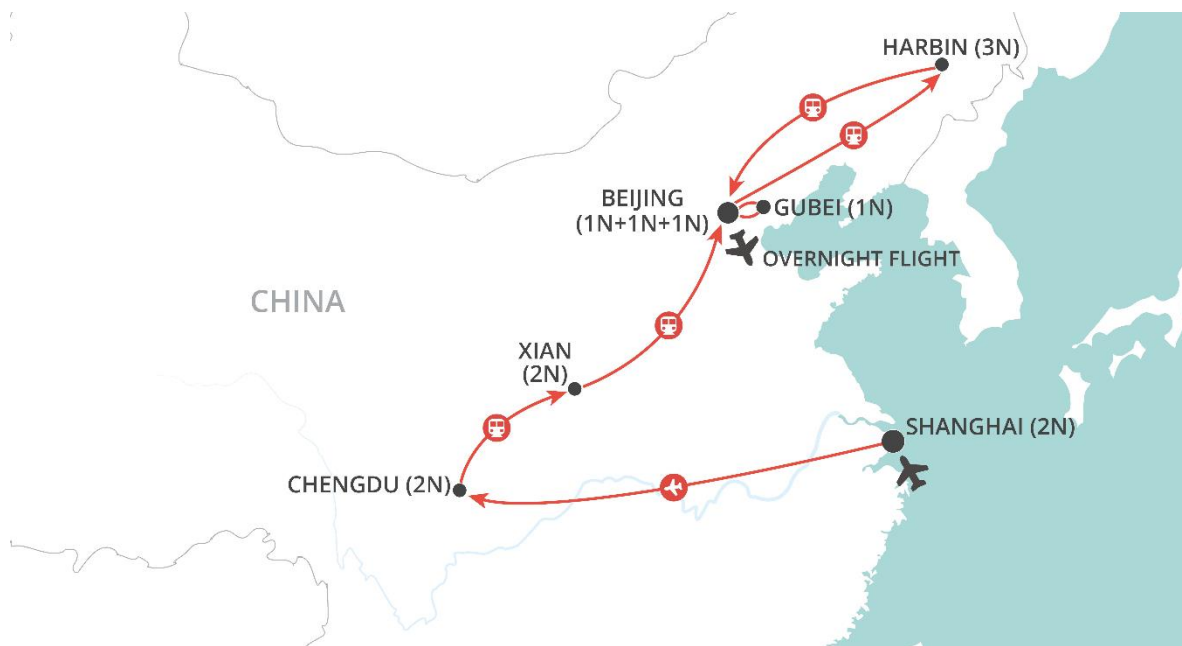 HARBIN (3N)
BEIJING
(1N+1N+1N)
GUBEI (1N)
OVERNIGHT FLIGHT
CHINA
XIAN
(2N)
SHANGHAI (2N)
CHENGDU (2N)